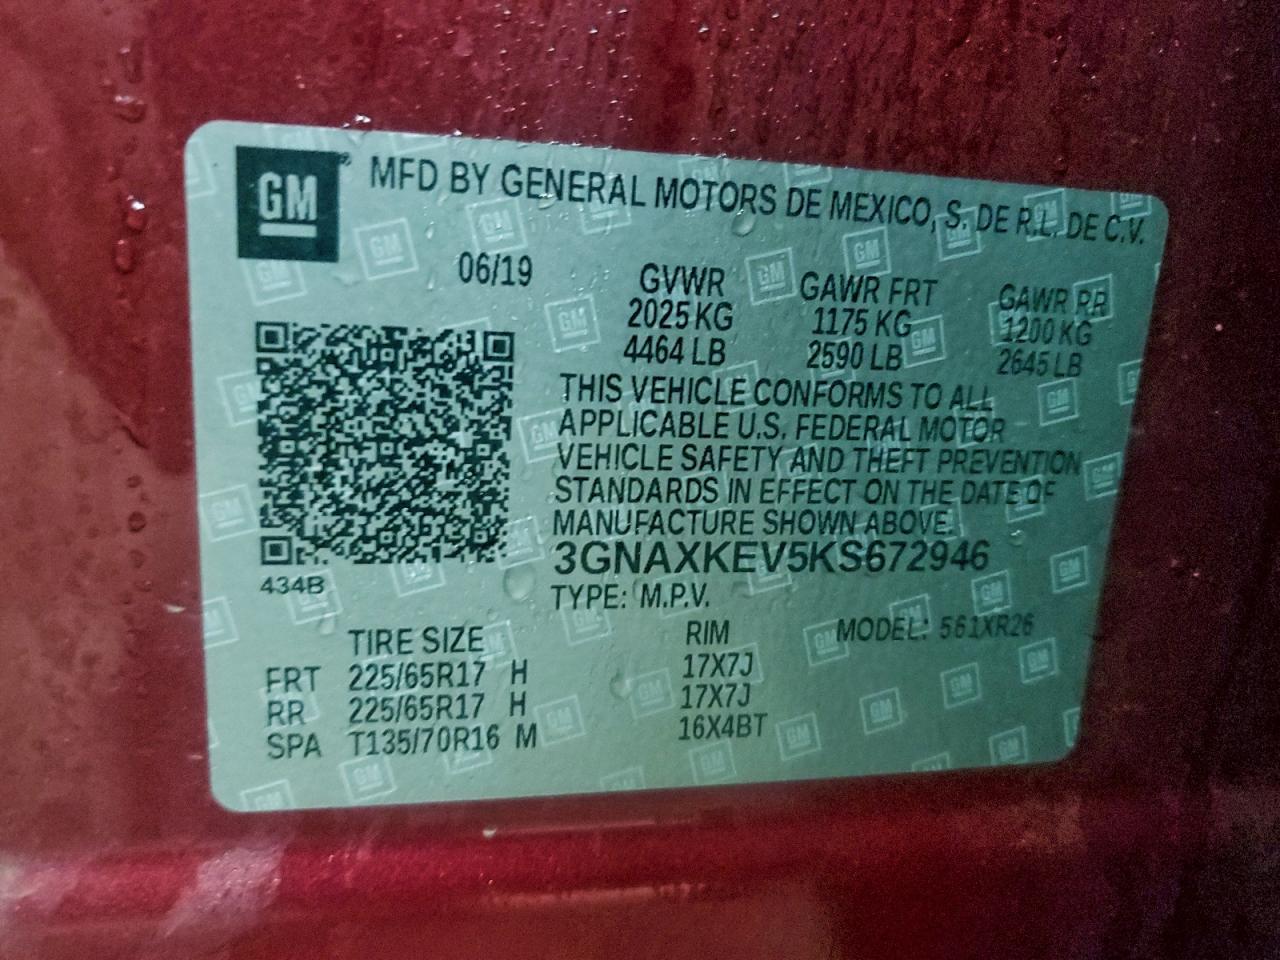 GM® MFD BY GENERAL MOTORS DE MEXICO, S. DE R.L. DE C.V.
06/19
GVWR GAWR FRT GAWR RR
2025 KG 1175 KG 1200 KG
4464 LB 2590 LB 2645 LB
THIS VEHICLE CONFORMS TO ALL
APPLICABLE U.S. FEDERAL MOTOR
VEHICLE SAFETY AND THEFT PREVENTION
STANDARDS IN EFFECT ON THE DATE OF
MANUFACTURE SHOWN ABOVE.
3GNAXKEV5KS672946
434B
TYPE: M.P.V.
TIRE SIZE RIM MODEL: 561XR26
FRT 225/65R17 H 17X7J
RR 225/65R17 H 17X7J
SPA T135/70R16 M 16X4BT